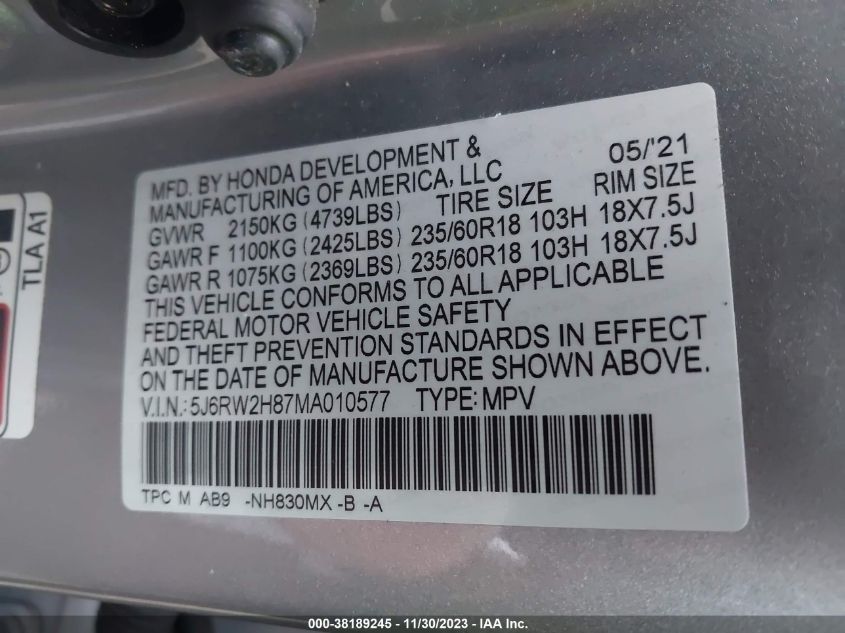 MFD. BY HONDA DEVELOPMENT & 05/'21
MANUFACTURING OF AMERICA, LLC
GVWR 2150KG (4739LBS) TIRE SIZE RIM SIZE
GAWR F 1100KG (2425LBS) 235/60R18 103H 18X7.5J
GAWR R 1075KG (2369LBS) 235/60R18 103H 18X7.5J
THIS VEHICLE CONFORMS TO ALL APPLICABLE
FEDERAL MOTOR VEHICLE SAFETY
AND THEFT PREVENTION STANDARDS IN EFFECT
ON THE DATE OF MANUFACTURE SHOWN ABOVE.
V.I.N.: 5J6RW2H87MA010577 TYPE: MPV
TPC M AB9 -NH830MX -B -A
TLA A1
000-38189245 - 11/30/2023 - IAA Inc.